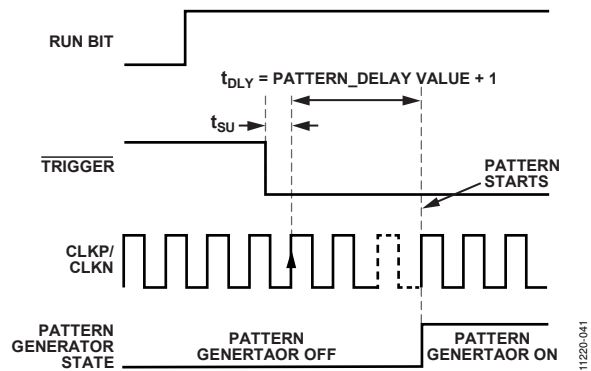 RUN BIT
tDLY = PATTERN_DELAY VALUE + 1
tSU
TRIGGER
PATTERN
STARTS
CLKP/
CLKN
PATTERN
GENERATOR
STATE
PATTERN
GENERTAOR OFF
PATTERN
GENERTAOR ON
11220-041